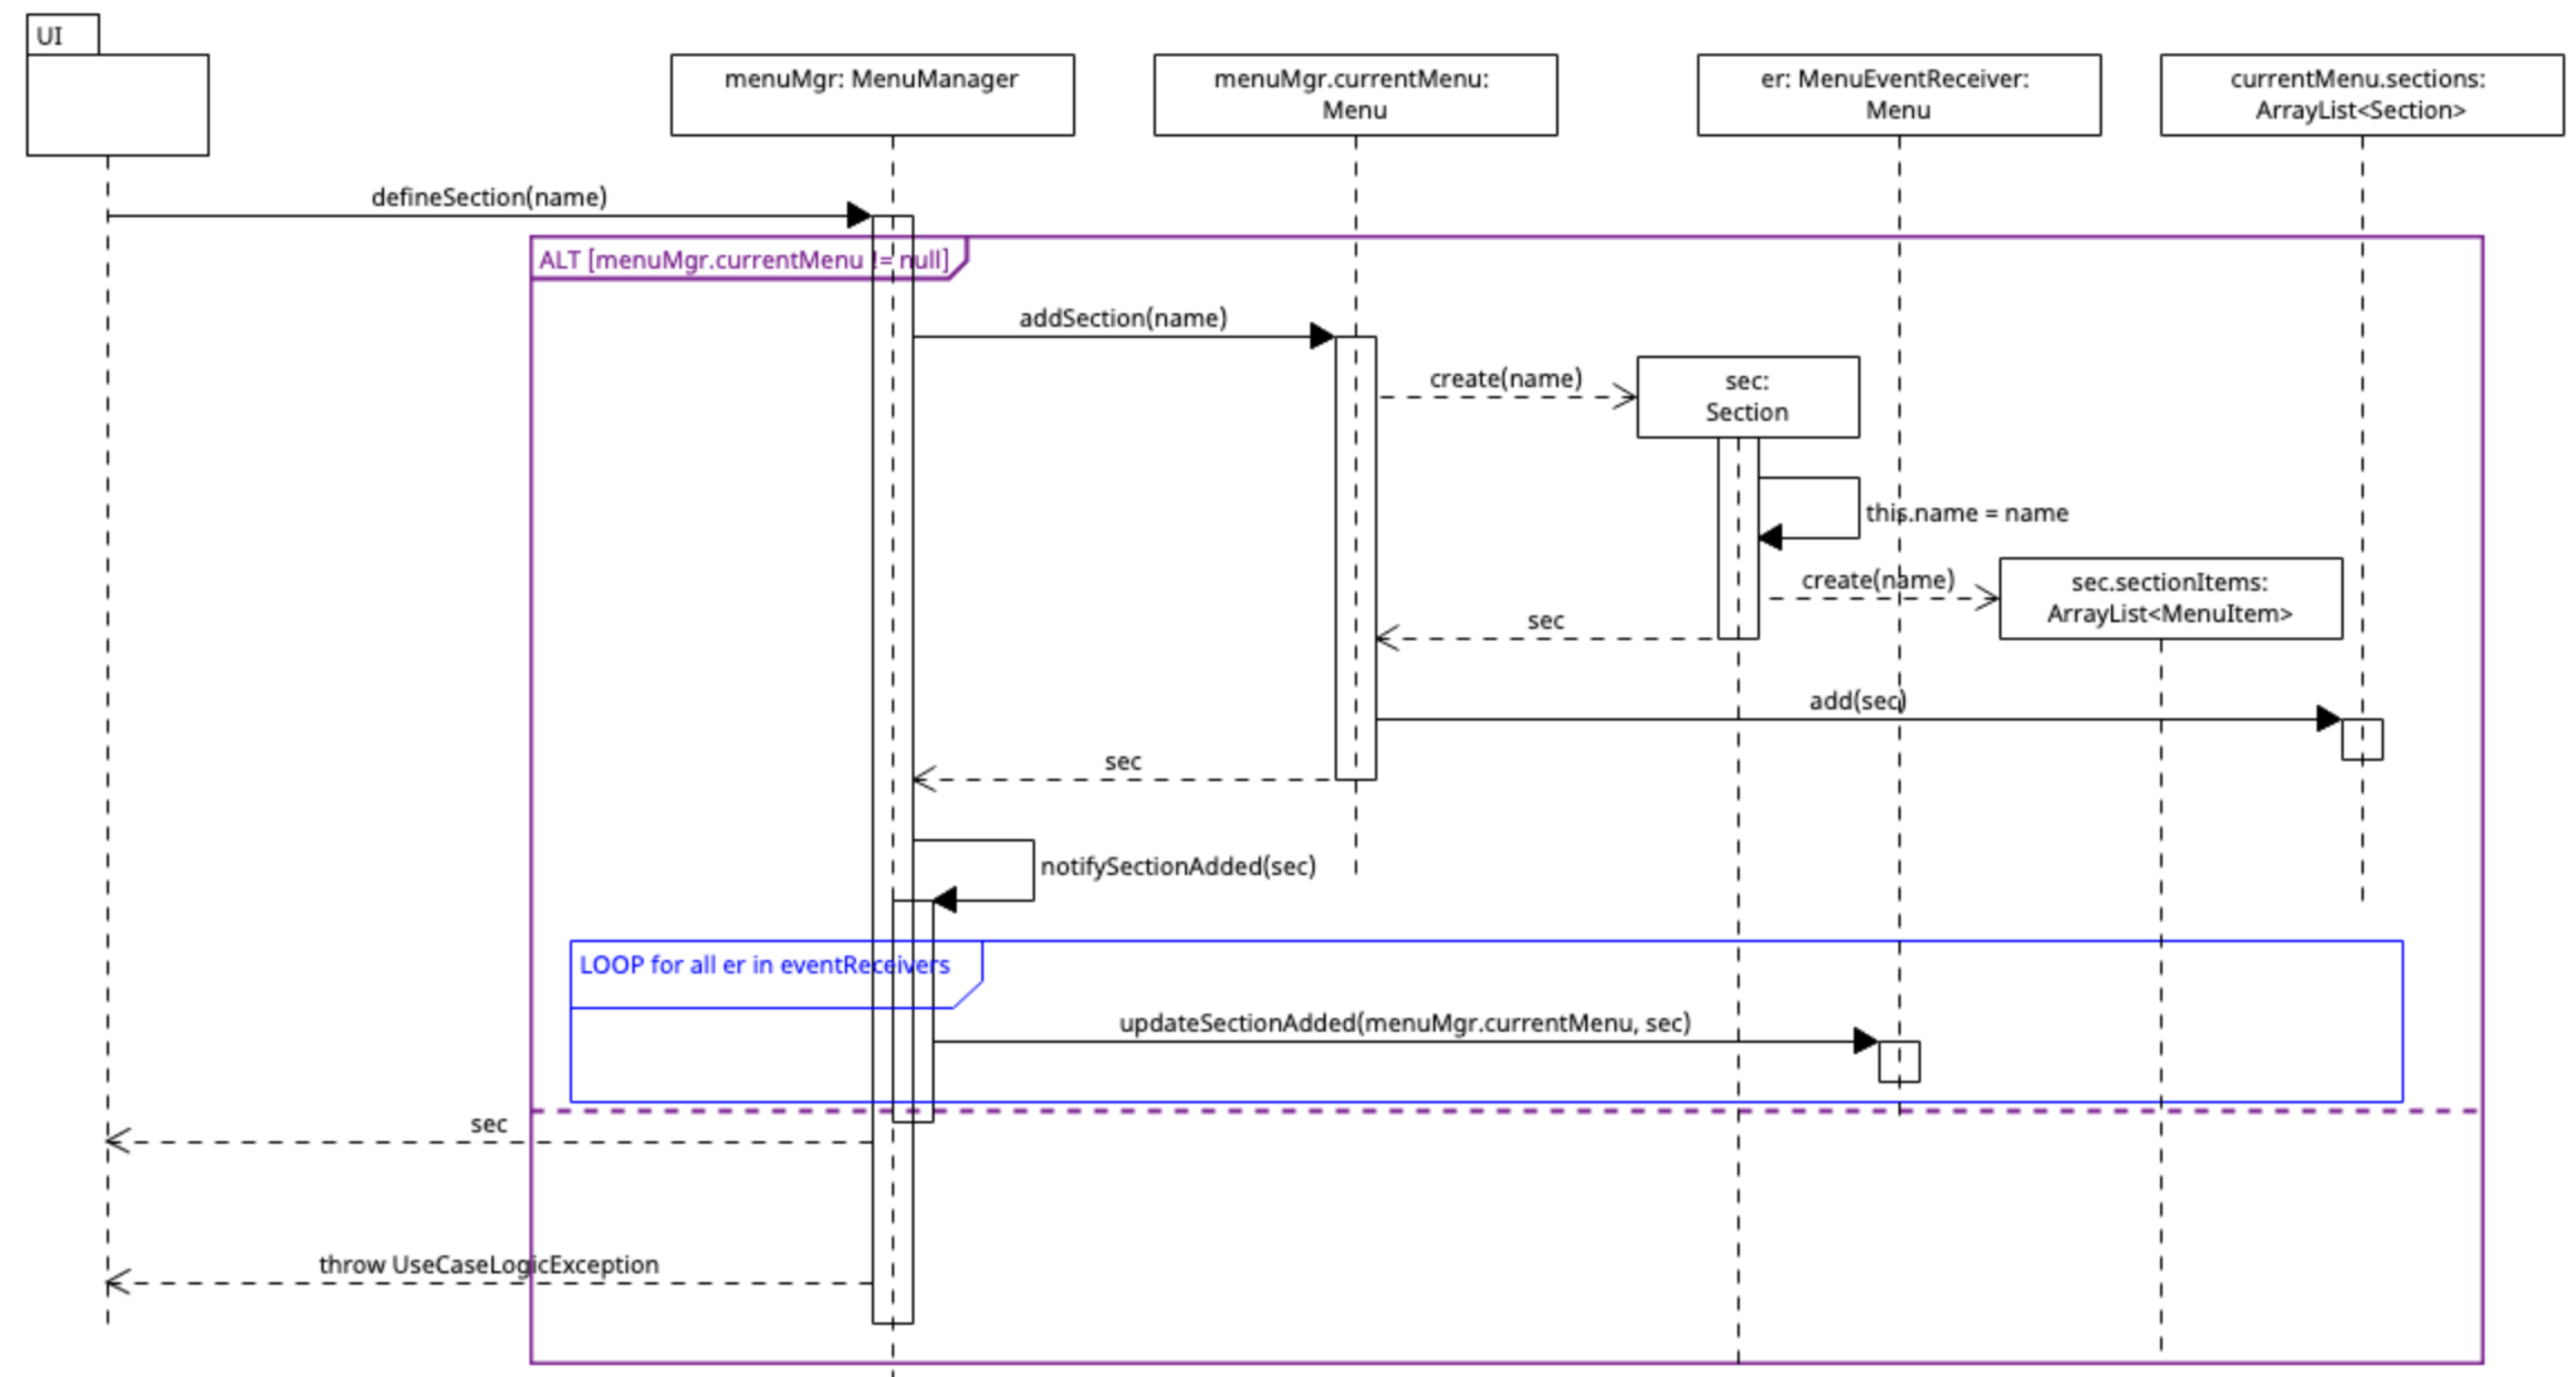 UI
menuMgr: MenuManager
menuMgr.currentMenu:
Menu
er: MenuEventReceiver:
Menu
currentMenu.sections:
ArrayList<Section>
defineSection(name)
ALT [menuMgr.currentMenu != null]
addSection(name)
create(name)
sec:
Section
this.name = name
create(name)
sec.sectionItems:
ArrayList<MenuItem>
sec
add(sec)
sec
notifySectionAdded(sec)
LOOP for all er in eventReceivers
updateSectionAdded(menuMgr.currentMenu, sec)
sec
throw UseCaseLogicException